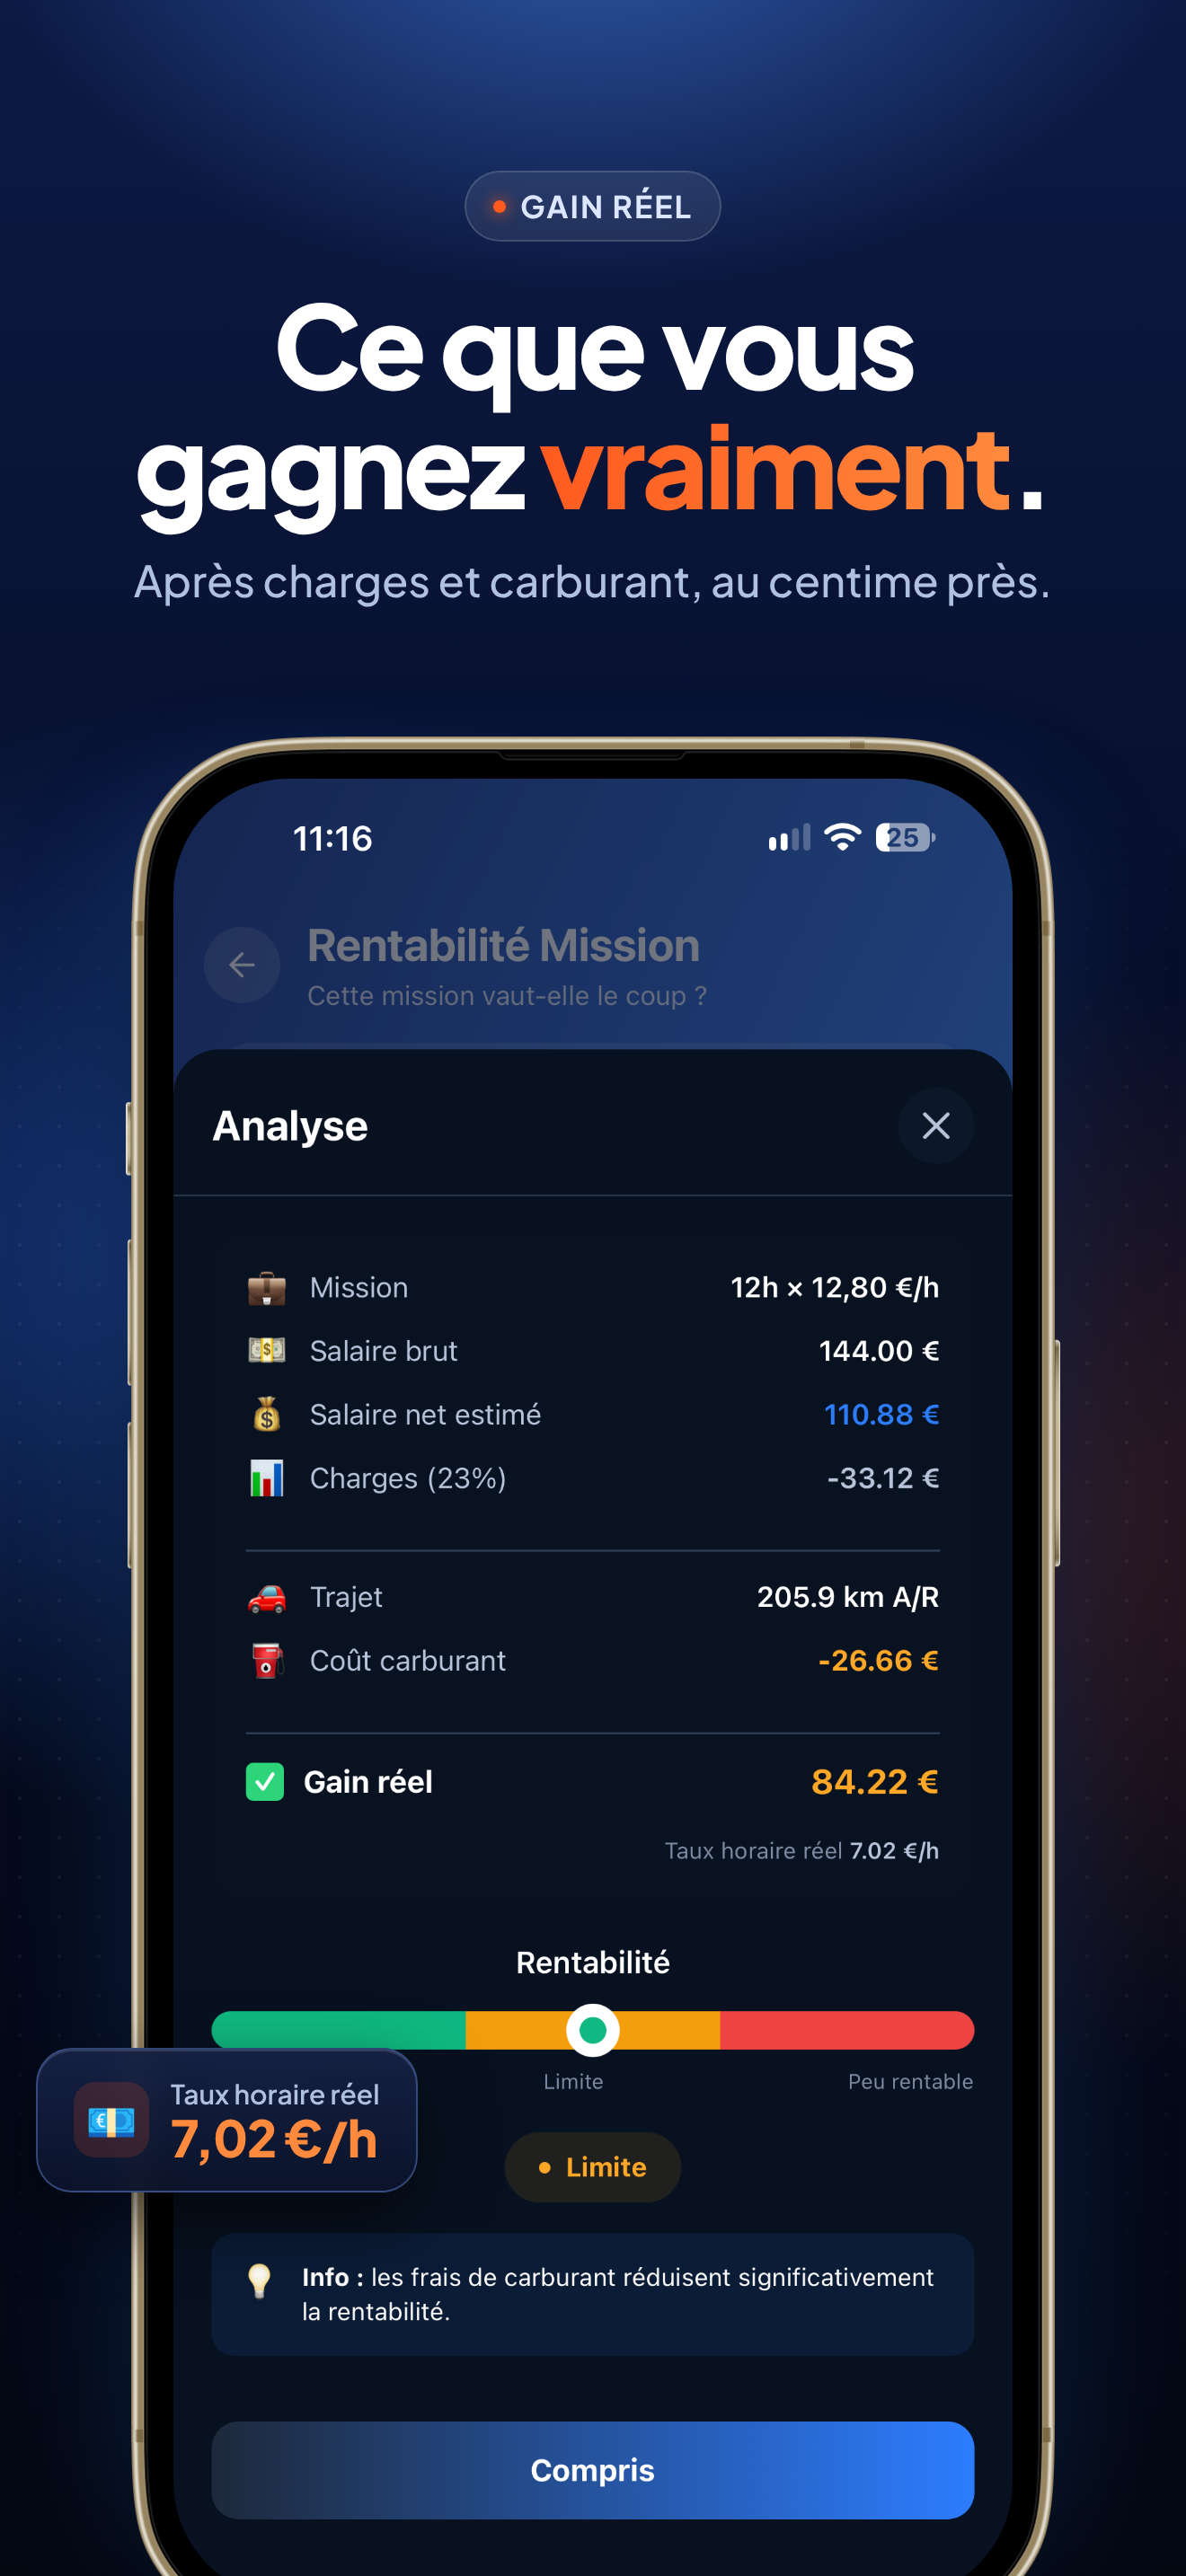 GAIN RÉEL
Ce que vous
gagnez vraiment.
Après charges et carburant, au centime près.
11:16
25
Rentabilité Mission
Cette mission vaut-elle le coup ?
Analyse
Mission 12h × 12,80 €/h
Salaire brut 144.00 €
Salaire net estimé 110.88 €
Charges (23%) -33.12 €
Trajet 205.9 km A/R
Coût carburant -26.66 €
Gain réel 84.22 €
Taux horaire réel 7.02 €/h
Rentabilité
Limite Peu rentable
Taux horaire réel
7,02 €/h
Limite
Info : les frais de carburant réduisent significativement
la rentabilité.
Compris